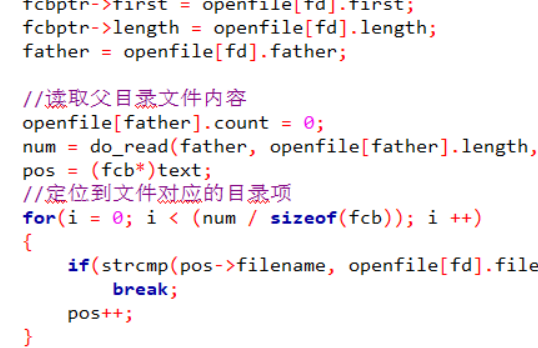 fcbptr->first = openfile[fd].first;
fcbptr->length = openfile[fd].length;
father = openfile[fd].father;
//读取父目录文件内容
openfile[father].count = 0;
num = do_read(father, openfile[father].length,
pos = (fcb*)text;
//定位到文件对应的目录项
for(i = 0; i < (num / sizeof(fcb)); i ++)
{
if(strcmp(pos->filename, openfile[fd].file
break;
pos++;
}